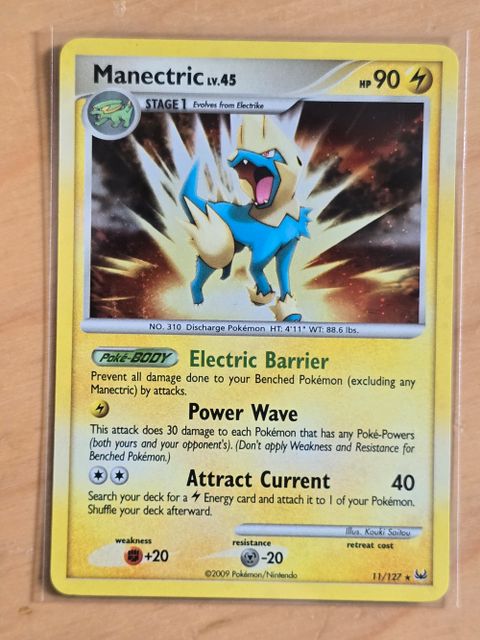 Manectric LV.45 HP 90
STAGE 1 Evolves from Electrike
NO. 310 Discharge Pokémon HT: 4'11" WT: 88.6 lbs.
Poké-BODY Electric Barrier
Prevent all damage done to your Benched Pokémon (excluding any
Manectric) by attacks.
Power Wave
This attack does 30 damage to each Pokémon that has any Poké-Powers
(both yours and your opponent's). (Don't apply Weakness and Resistance for
Benched Pokémon.)
Attract Current 40
Search your deck for a Energy card and attach it to 1 of your Pokémon.
Shuffle your deck afterward.
Illus. Kouki Saitou
weakness resistance retreat cost
+20 -20
©2009 Pokémon/Nintendo 11/127 ★